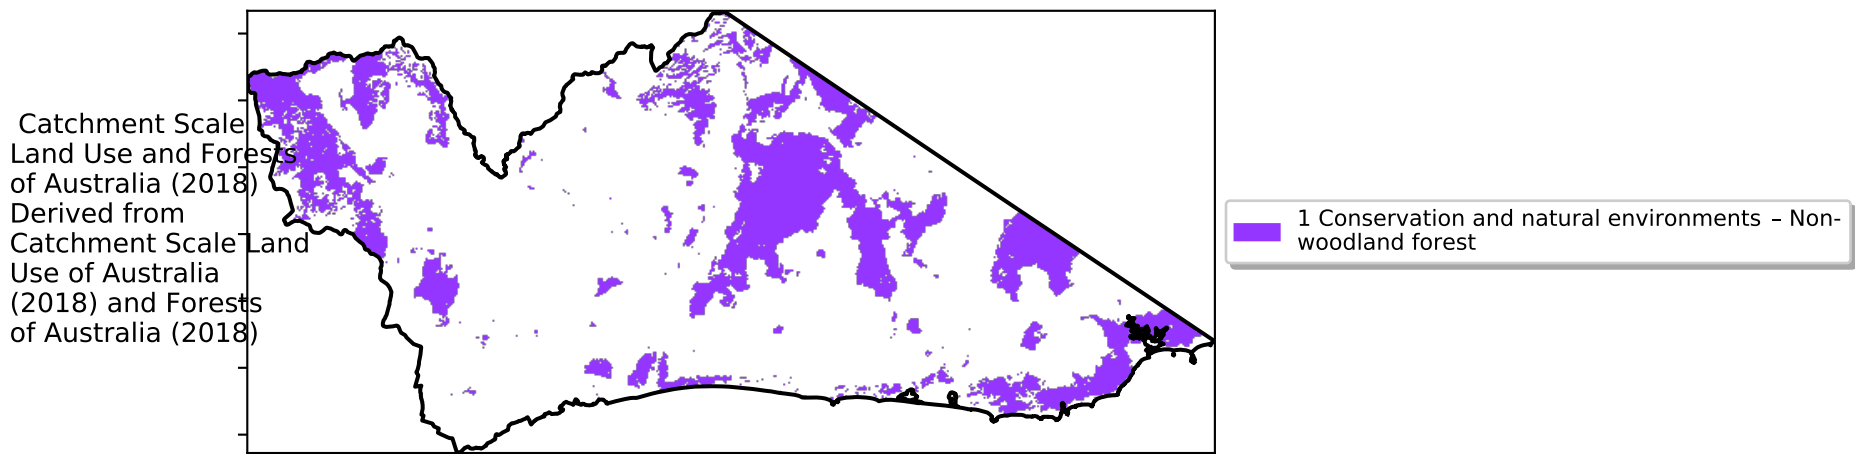 Catchment Scale
Land Use and Forests
of Australia (2018)
Derived from
Catchment Scale Land
Use of Australia
(2018) and Forests
of Australia (2018)
1 Conservation and natural environments – Non-
woodland forest